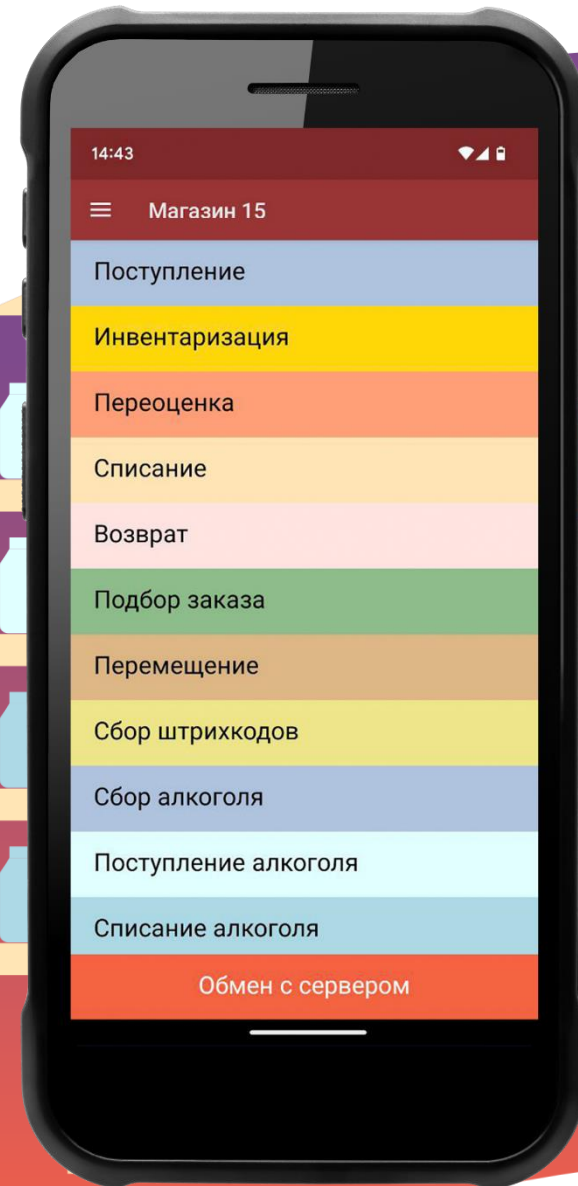 14:43
Магазин 15
Поступление
Инвентаризация
Переоценка
Списание
Возврат
Подбор заказа
Перемещение
Сбор штрихкодов
Сбор алкоголя
Поступление алкоголя
Списание алкоголя
Обмен с сервером